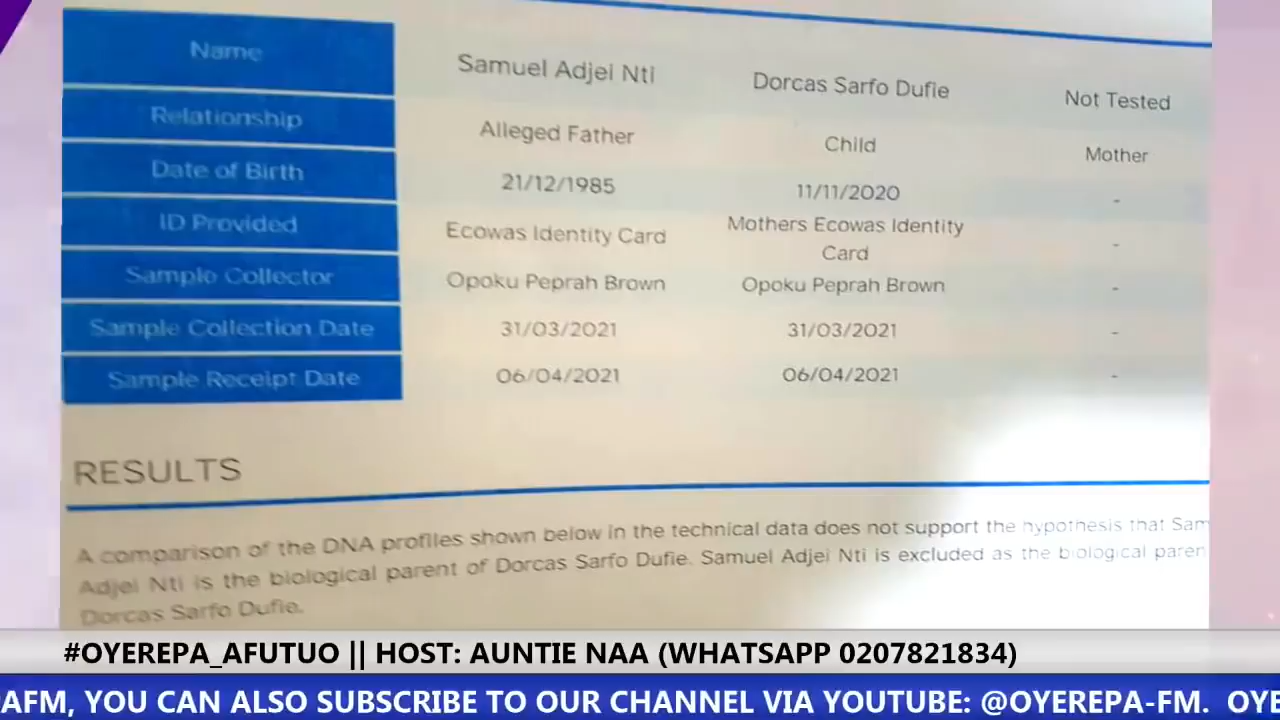 Name Samuel Adjei Nti Dorcas Sarfo Dufie Not Tested
Relationship Alleged Father Child Mother
Date of Birth 21/12/1985 11/11/2020 -
ID Provided Ecowas Identity Card Mothers Ecowas Identity Card -
Sample Collector Opoku Peprah Brown Opoku Peprah Brown -
Sample Collection Date 31/03/2021 31/03/2021 -
Sample Receipt Date 06/04/2021 06/04/2021 -
RESULTS
A comparison of the DNA profiles shown below in the technical data does not support the hypothesis that Sam
Adjei Nti is the biological parent of Dorcas Sarfo Dufie. Samuel Adjei Nti is excluded as the biological paren
Dorcas Sarfo Dufie.
#OYEREPA_AFUTUO || HOST: AUNTIE NAA (WHATSAPP 0207821834)
AFM, YOU CAN ALSO SUBSCRIBE TO OUR CHANNEL VIA YOUTUBE: @OYEREPA-FM. OYE